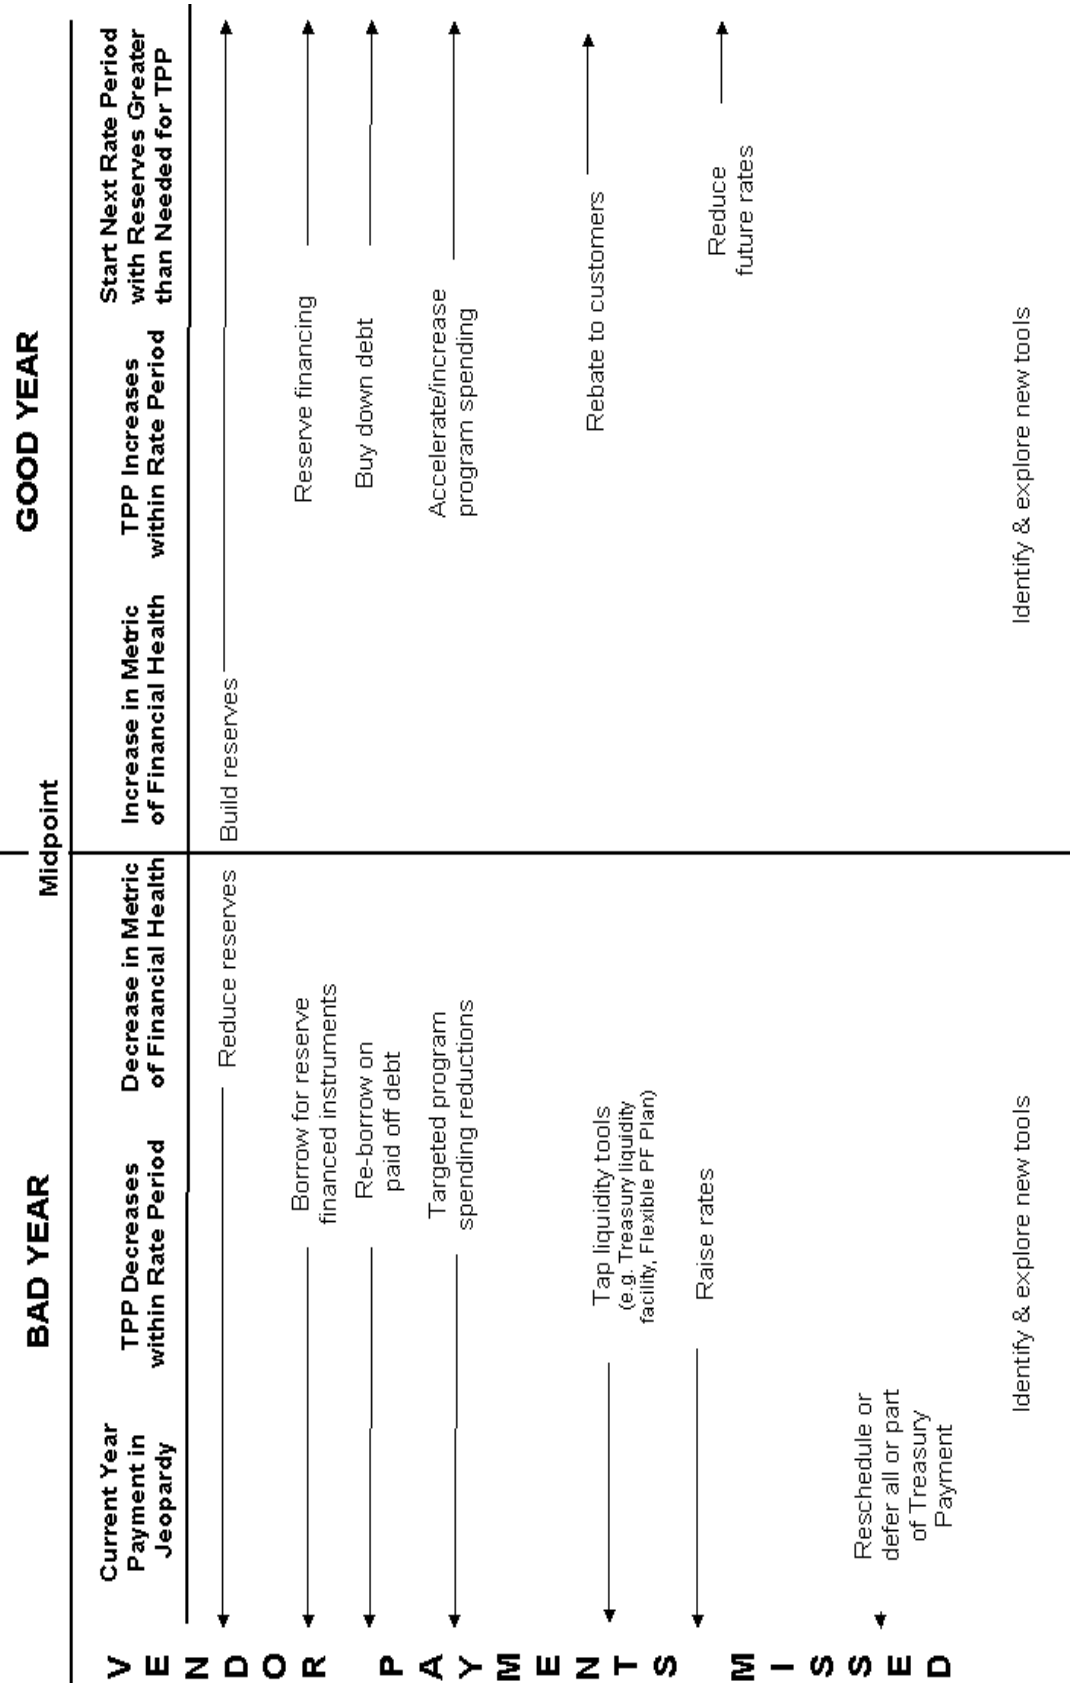 BAD YEAR
GOOD YEAR
Midpoint
Current Year
Payment in
Jeopardy
TPP Decreases
within Rate Period
Decrease in Metric
of Financial Health
Increase in Metric
of Financial Health
TPP Increases
within Rate Period
Start Next Rate Period
with Reserves Greater
than Needed for TPP
VENDOR PAYMENTS MISSED
Reduce reserves
Build reserves
Borrow for reserve
financed instruments
Reserve financing
Re-borrow on
paid off debt
Buy down debt
Targeted program
spending reductions
Accelerate/increase
program spending
Tap liquidity tools
(e.g. Treasury liquidity
facility, Flexible PF Plan)
Rebate to customers
Raise rates
Reduce
future rates
Reschedule or
defer all or part
of Treasury
Payment
Identify & explore new tools
Identify & explore new tools